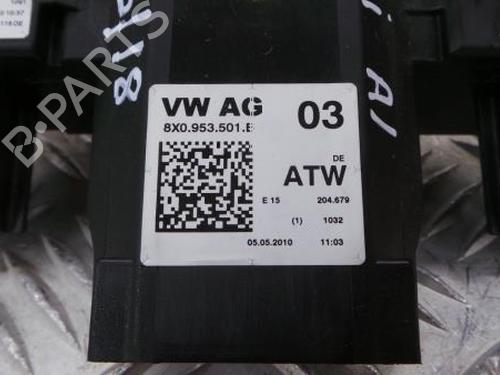 VW AG 03
8X0.953.501.E
DE
ATW
E 15 204.679
(1) 1032
05.05.2010 11:03
B-PARTS
A1